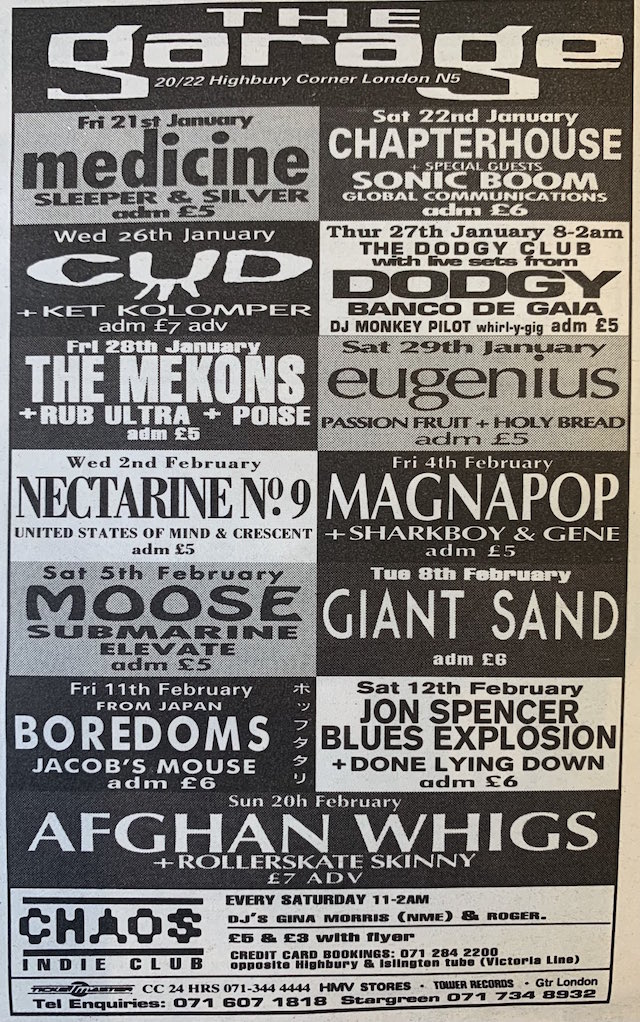 THE
garage
20/22 Highbury Corner London N5
Fri 21st January
medicine
SLEEPER & SILVER
adm £5
Sat 22nd January
CHAPTERHOUSE
+ SPECIAL GUESTS
SONIC BOOM
GLOBAL COMMUNICATIONS
adm £6
Wed 26th January
CUD
+ KET KOLOMPER
adm £7 adv
Thur 27th January 8-2am
THE DODGY CLUB
with live sets from
DODGY
BANCO DE GAIA
DJ MONKEY PILOT whirl-y-gig adm £5
Fri 28th January
THE MEKONS
+ RUB ULTRA + POISE
adm £5
Sat 29th January
eugenius
PASSION FRUIT + HOLY BREAD
adm £5
Wed 2nd February
NECTARINE No. 9
UNITED STATES OF MIND & CRESCENT
adm £5
Fri 4th February
MAGNAPOP
+ SHARKBOY & GENE
adm £5
Sat 5th February
MOOSE
SUBMARINE
ELEVATE
adm £5
Tue 8th February
GIANT SAND
adm £6
Fri 11th February
FROM JAPAN
BOREDOMS
JACOB'S MOUSE
adm £6
ホップタタリ
Sat 12th February
JON SPENCER
BLUES EXPLOSION
+ DONE LYING DOWN
adm £6
Sun 20th February
AFGHAN WHIGS
+ ROLLERSKATE SKINNY
£7 ADV
CHAOS
INDIE CLUB
EVERY SATURDAY 11-2AM
DJ'S GINA MORRIS (NME) & ROGER.
£5 & £3 with flyer
CREDIT CARD BOOKINGS: 071 284 2200
opposite Highbury & Islington tube (Victoria Line)
TICKETMASTER CC 24 HRS 071-344 4444 HMV STORES · TOWER RECORDS · Gtr London
Tel Enquiries: 071 607 1818 Stargreen 071 734 8932